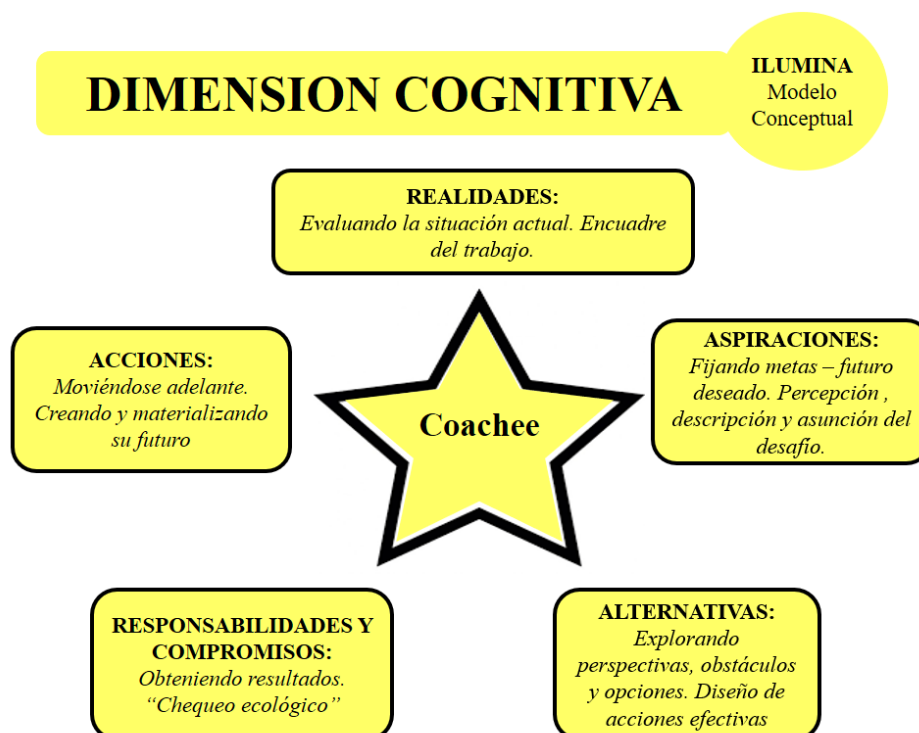 DIMENSION COGNITIVA
ILUMINA
Modelo
Conceptual
REALIDADES:
Evaluando la situación actual. Encuadre
del trabajo.
ACCIONES:
Moviéndose adelante.
Creando y materializando
su futuro
Coachee
ASPIRACIONES:
Fijando metas – futuro
deseado. Percepción ,
descripción y asunción del
desafío.
RESPONSABILIDADES Y
COMPROMISOS:
Obteniendo resultados.
“Chequeo ecológico”
ALTERNATIVAS:
Explorando
perspectivas, obstáculos
y opciones. Diseño de
acciones efectivas